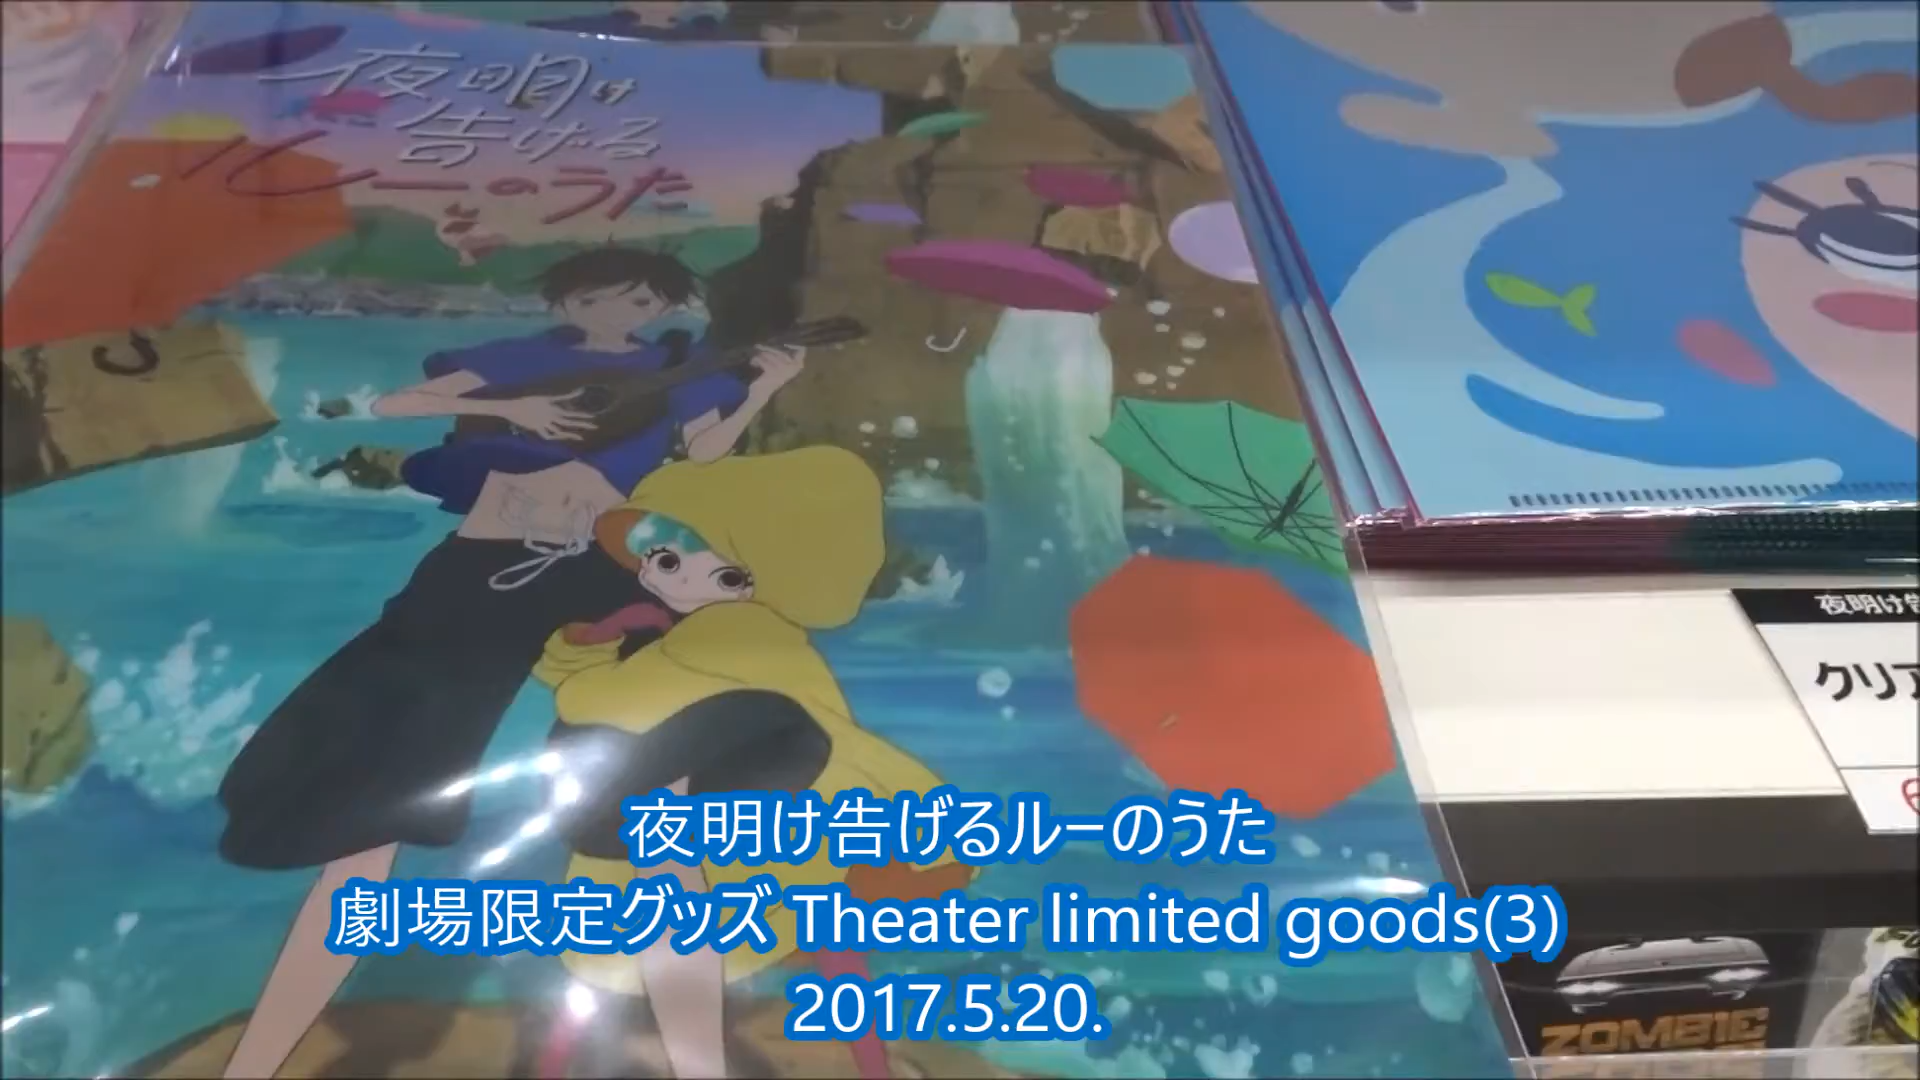 夜明け
告げる
ルーのうた
夜明け告
クリア
ZOMBIE
夜明け告げるルーのうた
劇場限定グッズ Theater limited goods(3)
2017.5.20.